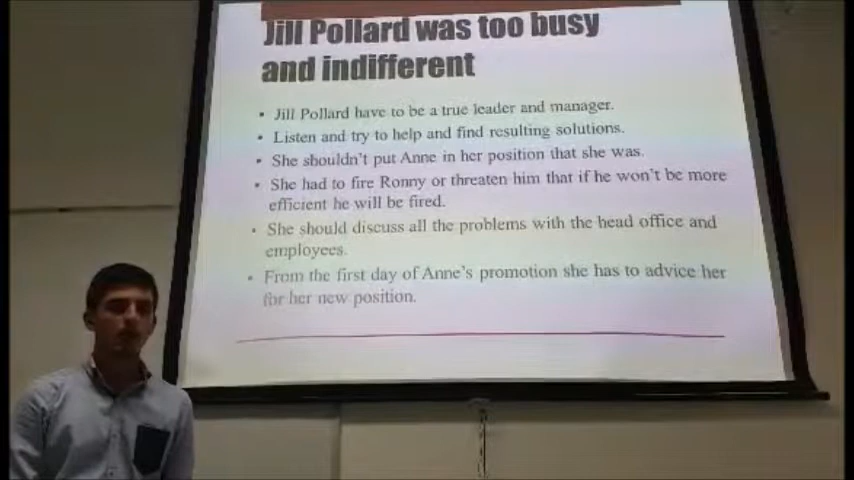 Jill Pollard was too busy
and indifferent
• Jill Pollard have to be a true leader and manager.
• Listen and try to help and find resulting solutions.
• She shouldn't put Anne in her position that she was.
• She had to fire Ronny or threaten him that if he won't be more
efficient he will be fired.
• She should discuss all the problems with the head office and
employees.
• From the first day of Anne's promotion she has to advice her
for her new position.